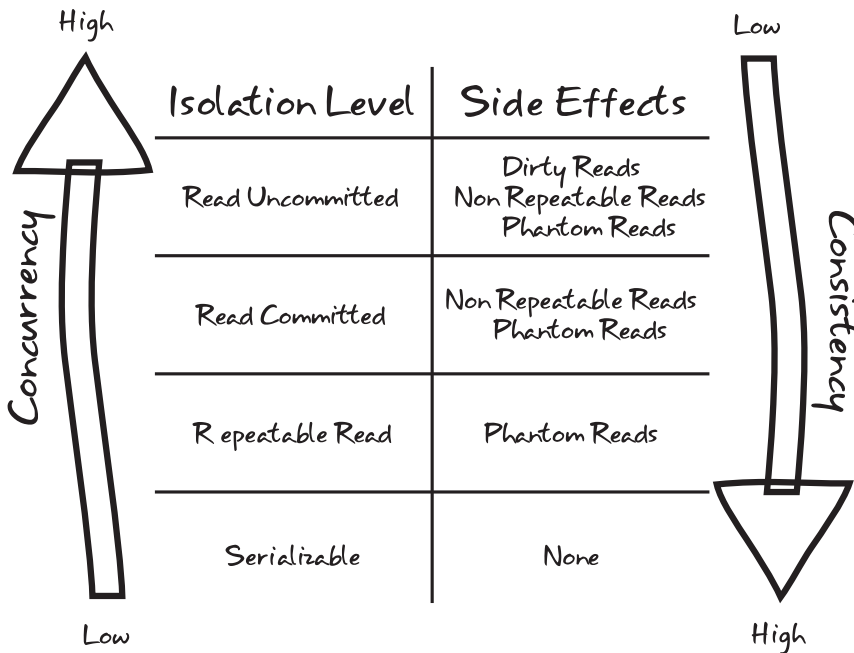 High
Low
Isolation Level
Side Effects
Read Uncommitted
Dirty Reads
Non Repeatable Reads
Phantom Reads
Read Committed
Non Repeatable Reads
Phantom Reads
R epeatable Read
Phantom Reads
Serializable
None
Concurrency
Consistency
Low
High